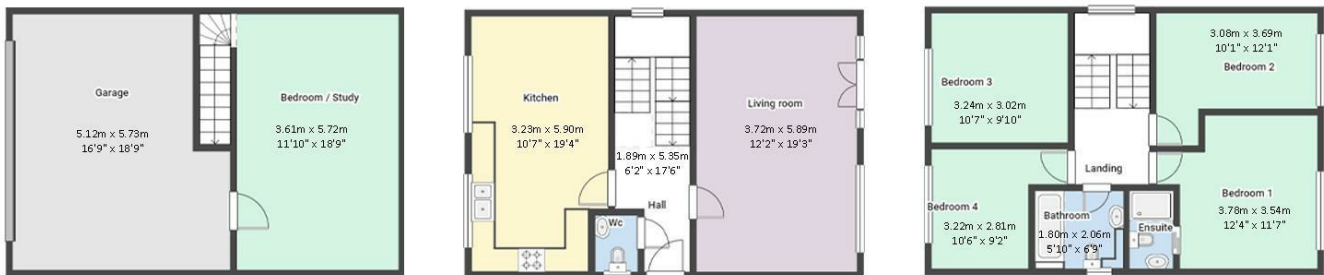 Garage
5.12m x 5.73m
16'9" x 18'9"
Bedroom / Study
3.61m x 5.72m
11'10" x 18'9"
Kitchen
3.23m x 5.90m
10'7" x 19'4"
1.89m x 5.35m
6'2" x 17'6"
Hall
Wc
Living room
3.72m x 5.89m
12'2" x 19'3"
Bedroom 3
3.24m x 3.02m
10'7" x 9'10"
3.08m x 3.69m
10'1" x 12'1"
Bedroom 2
Landing
Bedroom 4
3.22m x 2.81m
10'6" x 9'2"
Bathroom
1.80m x 2.06m
5'10" x 6'9"
Ensuite
Bedroom 1
3.78m x 3.54m
12'4" x 11'7"